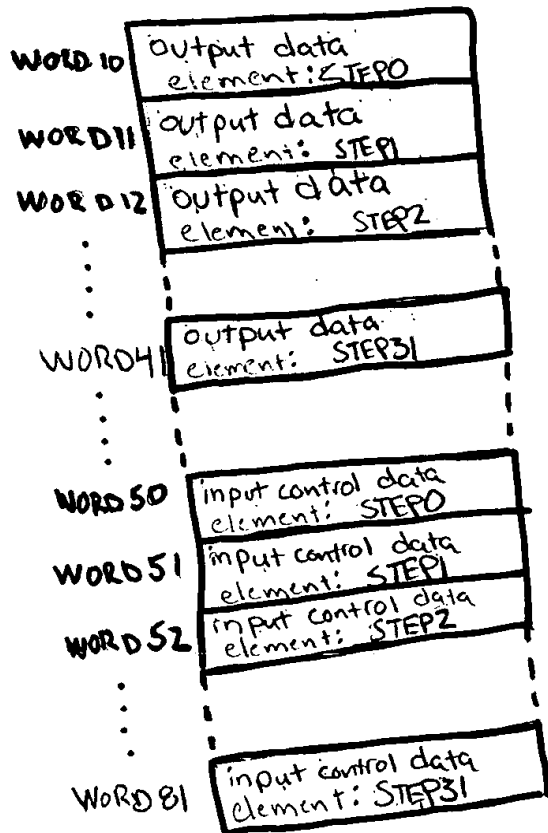 WORD 10 output data
element: STEP0
WORD 11 output data
element: STEP1
WORD 12 output data
element: STEP2
WORD 41 output data
element: STEP31
WORD 50 input control data
element: STEP0
WORD 51 input control data
element: STEP1
WORD 52 input control data
element: STEP2
WORD 81 input control data
element: STEP31